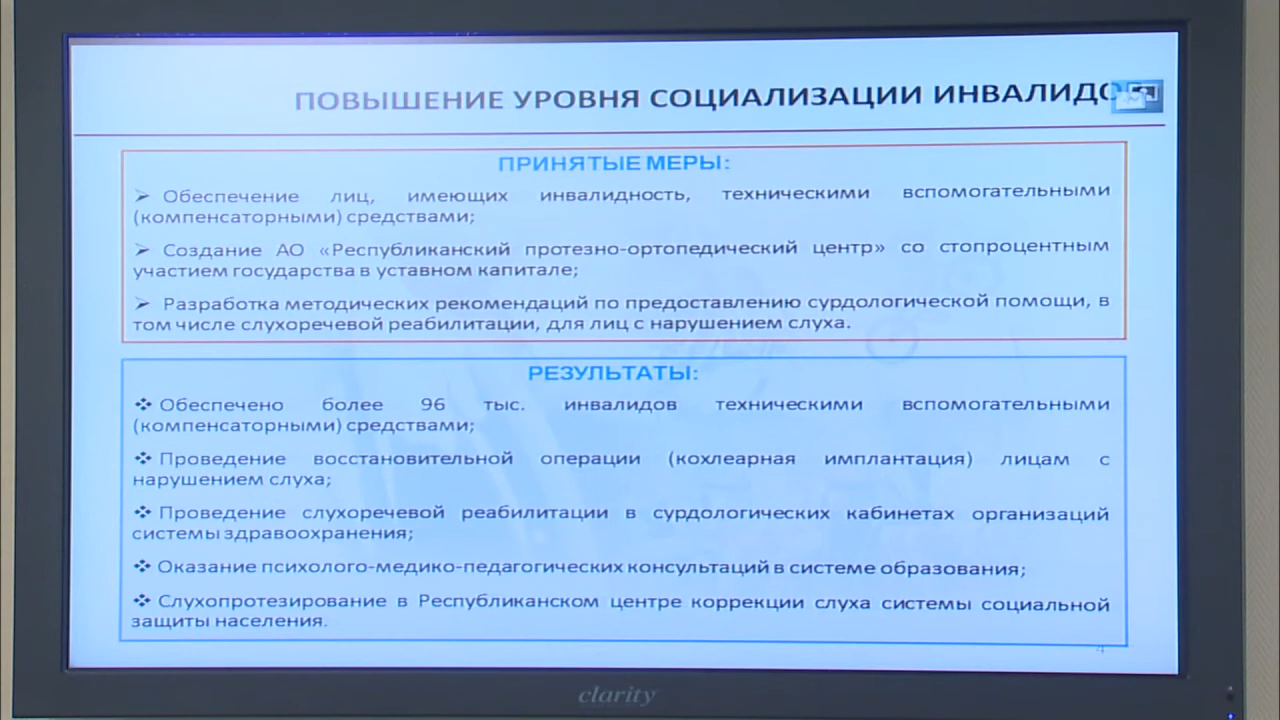 ПОВЫШЕНИЕ УРОВНЯ СОЦИАЛИЗАЦИИ
ПРИНЯТЫЕ МЕРЫ:
➢ Обеспечение лиц, имеющих инвалидность, техническими вспомогательными
(компенсаторными) средствами;
➢ Создание АО «Республиканский протезно-ортопедический центр» со стопроцентным
участием государства в уставном капитале;
➢ Разработка методических рекомендаций по предоставлению сурдологической помощи, в
том числе слухоречевой реабилитации, для лиц с нарушением слуха.
РЕЗУЛЬТАТЫ:
❖ Обеспечено более 96 тыс. инвалидов техническими вспомогательными
(компенсаторными) средствами;
❖ Проведение восстановительной операции (кохлеарная имплантация) лицам с
нарушением слуха;
❖ Проведение слухоречевой реабилитации в сурдологических кабинетах организаций
системы здравоохранения;
❖ Оказание психолого-медико-педагогических консультаций в системе образования;
❖ Слухопротезирование в Республиканском центре коррекции слуха системы социальной
защиты населения.
4
clarity